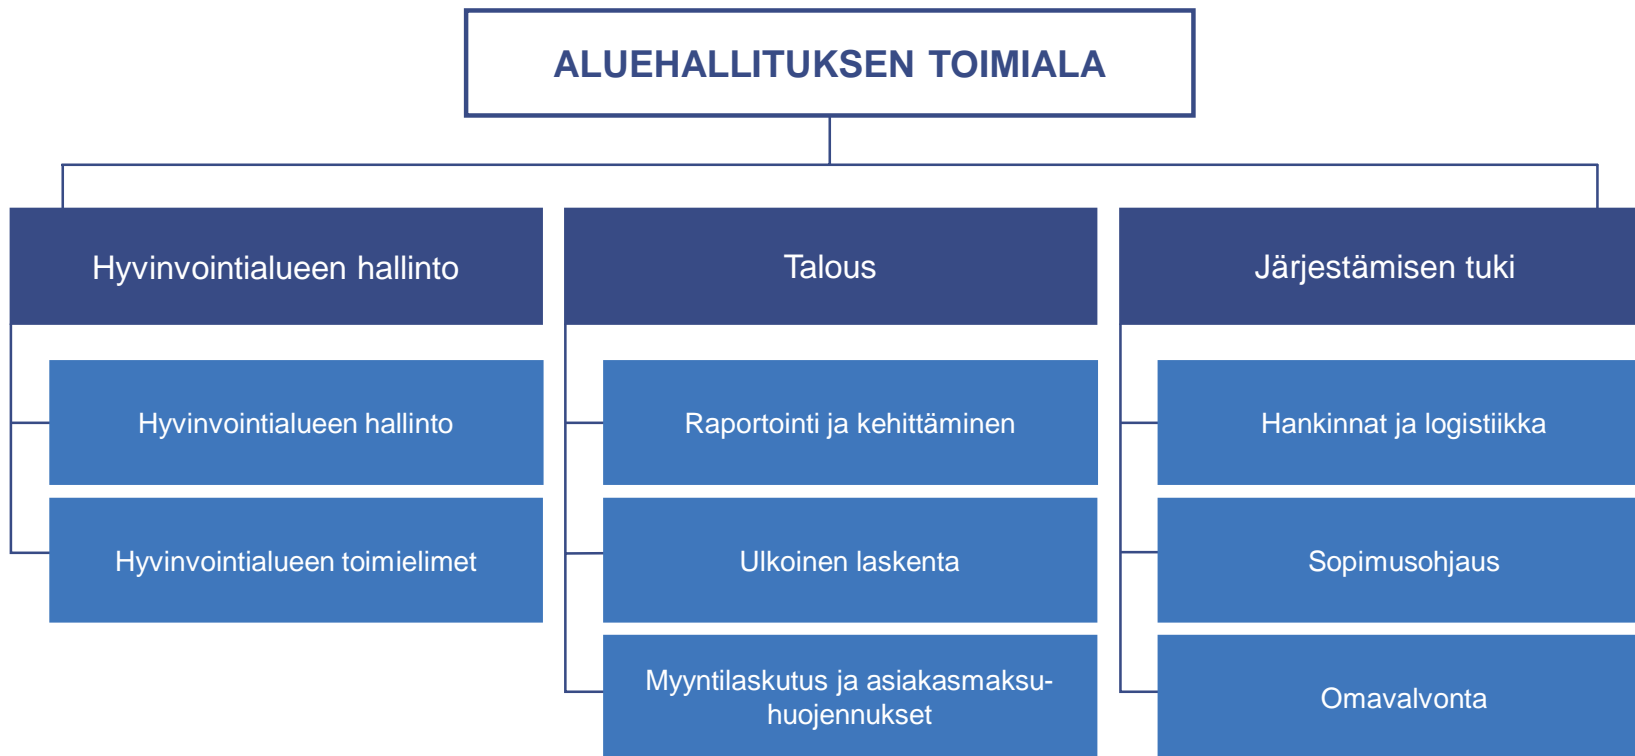 ALUEHALLITUKSEN TOIMIALA
Hyvinvointialueen hallinto
Hyvinvointialueen hallinto
Hyvinvointialueen toimielimet
Talous
Raportointi ja kehittäminen
Ulkoinen laskenta
Myyntilaskutus ja asiakasmaksu-
huojennukset
Järjestämisen tuki
Hankinnat ja logistiikka
Sopimusohjaus
Omavalvonta